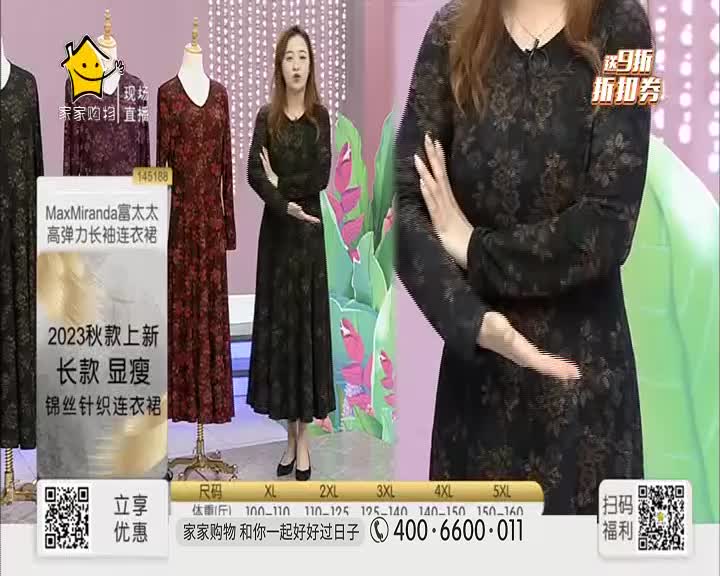 家家购物
现场
直播
送9折
折扣券
145188
MaxMiranda富太太
高弹力长袖连衣裙
2023秋款上新
长款 显瘦
锦丝针织连衣裙
立享
优惠
尺码 XL 2XL 3XL 4XL 5XL
体重(斤) 100-110 110-125 125-140 140-150 150-160
家家购物 和你一起好好过日子 400·6600·011
扫码
福利